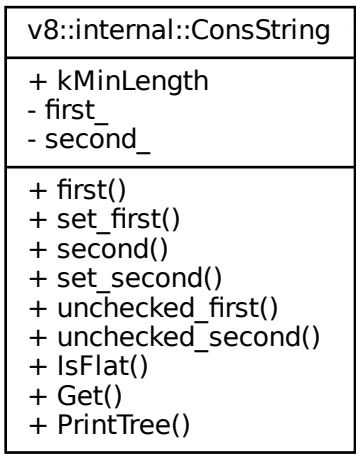 v8::internal::ConsString
+ kMinLength
- first_
- second_
+ first()
+ set_first()
+ second()
+ set_second()
+ unchecked_first()
+ unchecked_second()
+ IsFlat()
+ Get()
+ PrintTree()